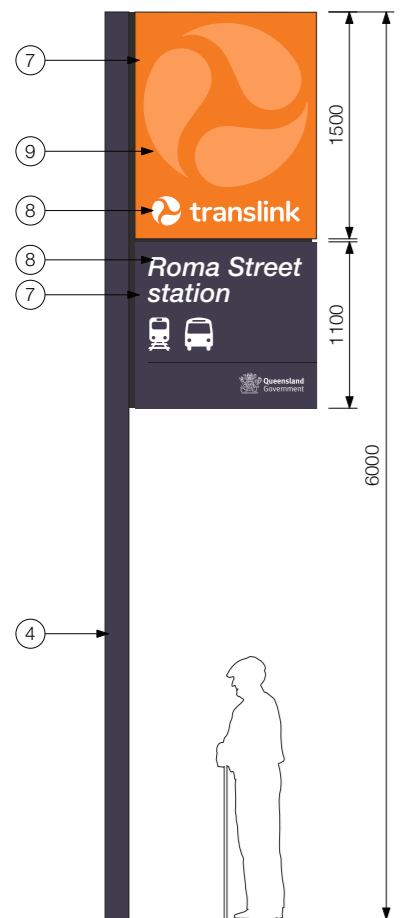 7
9
8
translink
1500
8
Roma Street
7
station
1100
Queensland
Government
6000
4